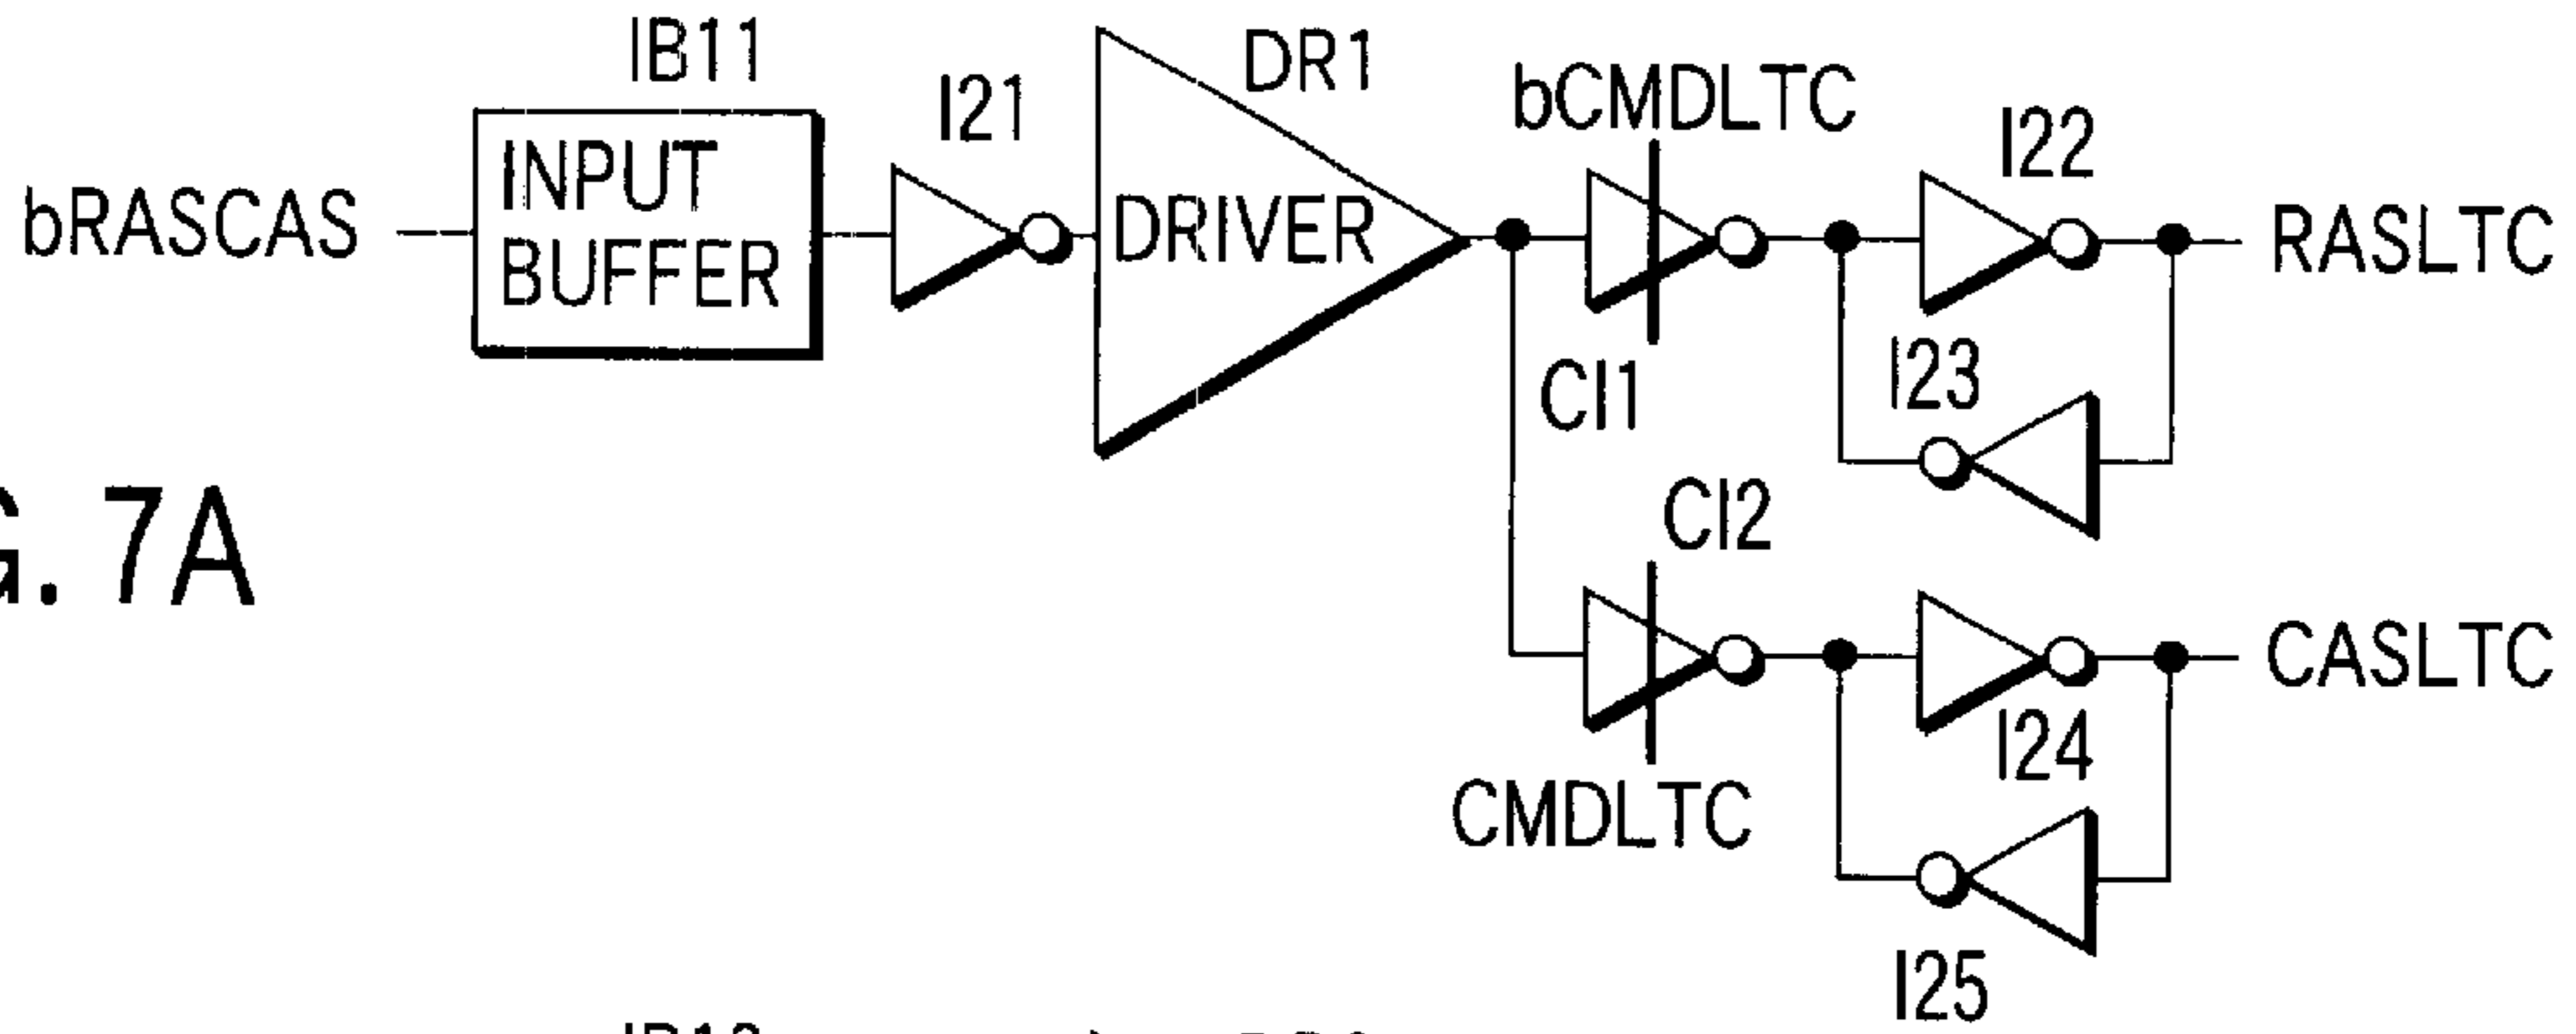 IB11
I21
DR1
bCMDLTC
I22
bRASCAS
INPUT
BUFFER
DRIVER
RASLTC
CI1
I23
G. 7A
CI2
CASLTC
I24
CMDLTC
I25